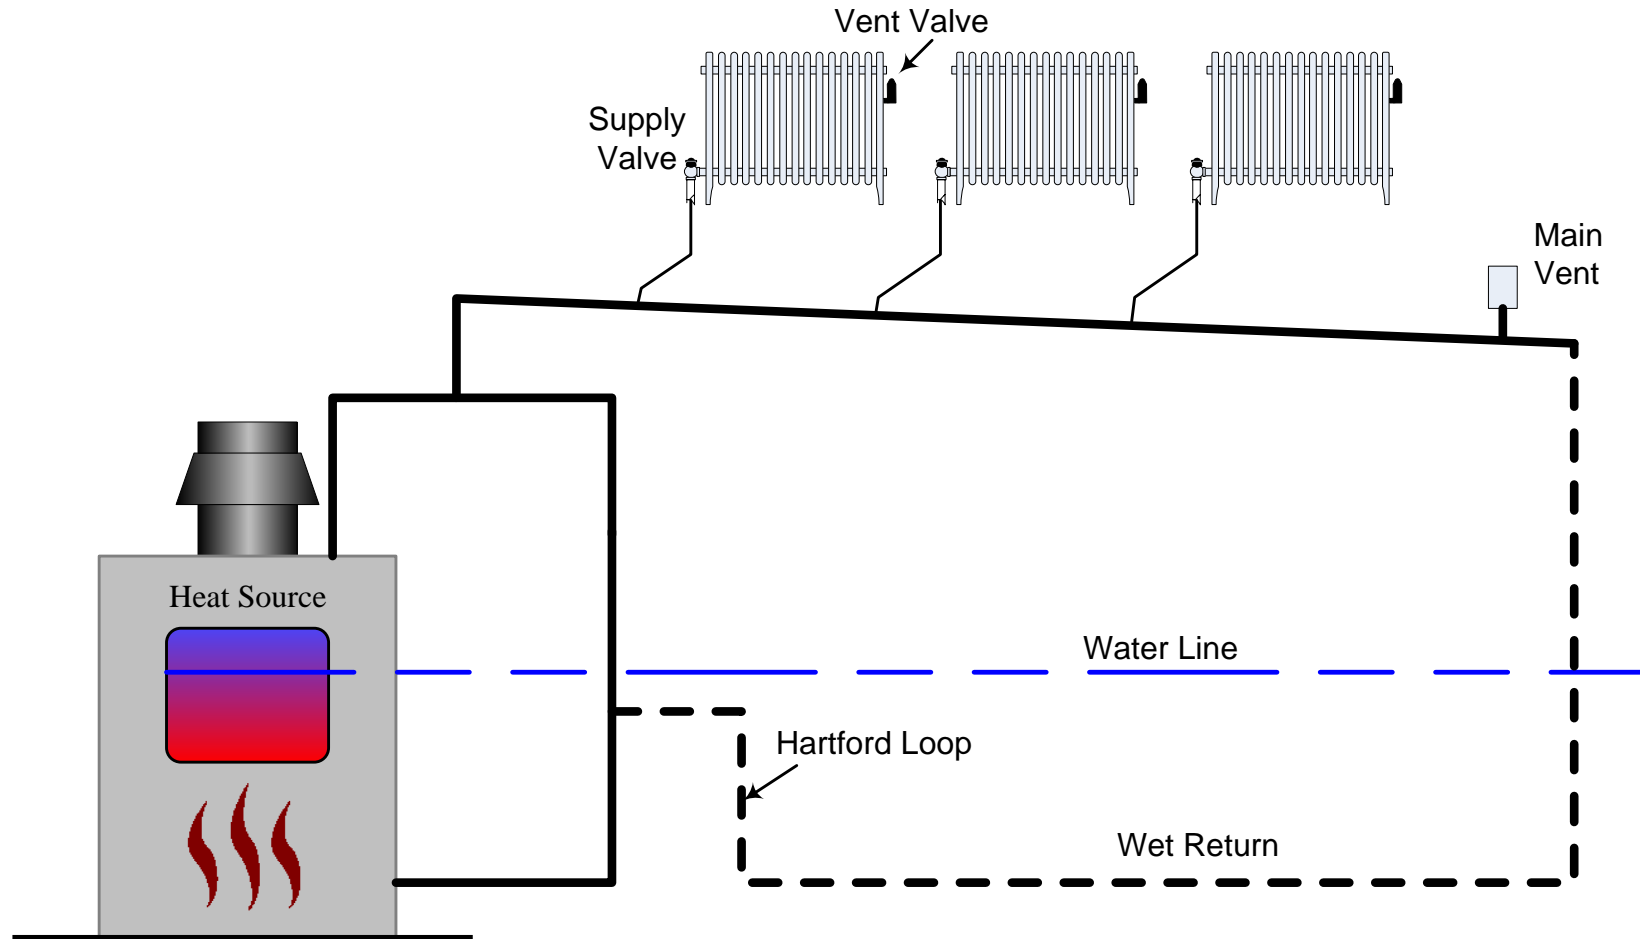 Vent Valve
Supply
Valve
Main
Vent
Heat Source
Water Line
Hartford Loop
Wet Return